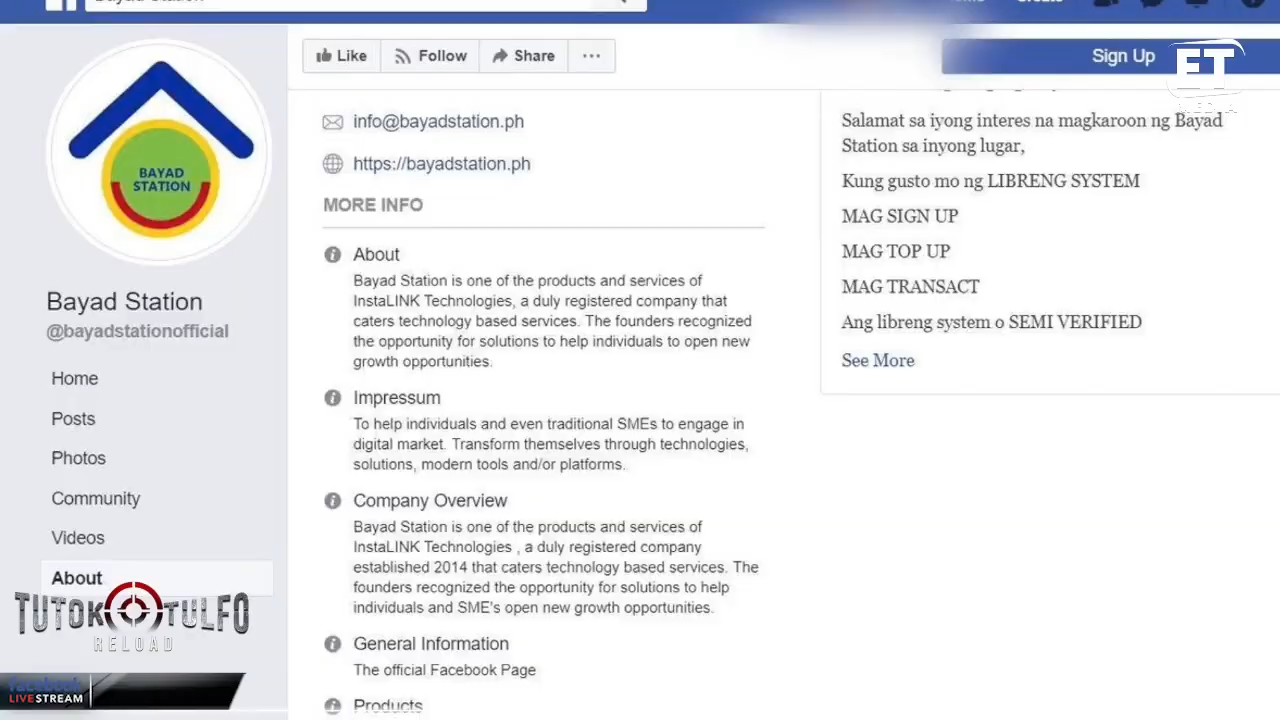 Bayad Station
Create
Like
Follow
Share
Sign Up
ET
MEDIA
BAYAD
STATION
Bayad Station
@bayadstationofficial
Home
Posts
Photos
Community
Videos
About
info@bayadstation.ph
https://bayadstation.ph
MORE INFO
About
Bayad Station is one of the products and services of
InstaLINK Technologies, a duly registered company that
caters technology based services. The founders recognized
the opportunity for solutions to help individuals to open new
growth opportunities.
Impressum
To help individuals and even traditional SMEs to engage in
digital market. Transform themselves through technologies,
solutions, modern tools and/or platforms.
Company Overview
Bayad Station is one of the products and services of
InstaLINK Technologies , a duly registered company
established 2014 that caters technology based services. The
founders recognized the opportunity for solutions to help
individuals and SME's open new growth opportunities.
General Information
The official Facebook Page
Products
Salamat sa iyong interes na magkaroon ng Bayad
Station sa inyong lugar,
Kung gusto mo ng LIBRENG SYSTEM
MAG SIGN UP
MAG TOP UP
MAG TRANSACT
Ang libreng system o SEMI VERIFIED
See More
TUTOK TULFO
RELOAD
facebook
LIVESTREAM